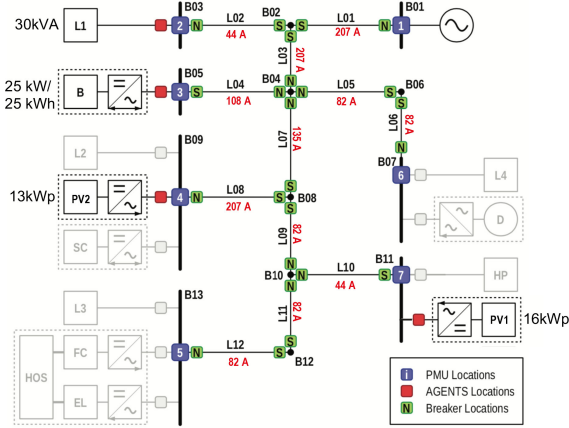 30kVA
L1
B03
2
N
L02
44 A
B02
S
S
S
L01
207 A
B01
N
1
L03
207 A
25 kW/
25 kWh
B
B05
3
S
L04
108 A
B04
N
N
N
N
L05
82 A
B06
S
S
L06
82 A
N
B07
6
L4
D
L07
135 A
B09
L2
13kWp
PV2
4
N
L08
207 A
S
S
S
B08
SC
L09
82 A
B10
N
N
N
L10
44 A
B11
S
7
HP
PV1
16kWp
L11
82 A
B13
L3
HOS
FC
EL
5
N
L12
82 A
S
S
B12
i PMU Locations
AGENTS Locations
N Breaker Locations